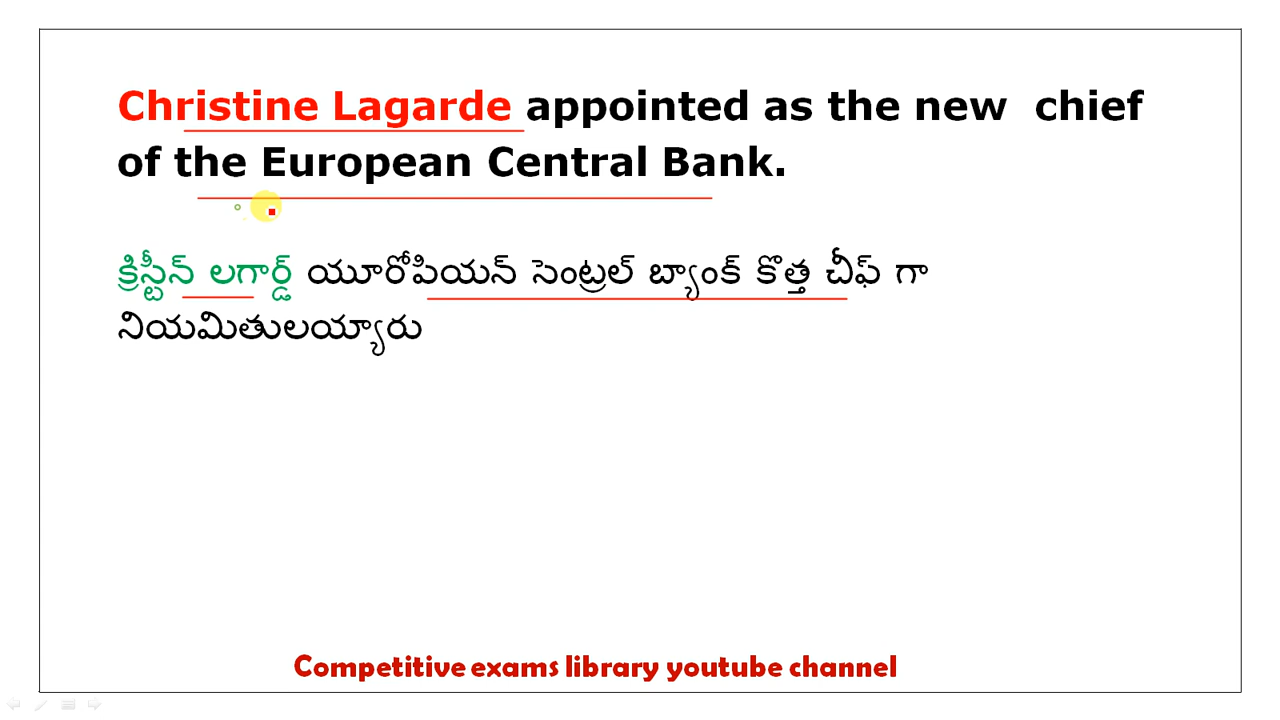 Christine Lagarde appointed as the new chief
of the European Central Bank.
క్రిస్టీన్ లగార్డ్ యూరోపియన్ సెంట్రల్ బ్యాంక్ కొత్త చీఫ్ గా
నియమితులయ్యారు
Competitive exams library youtube channel